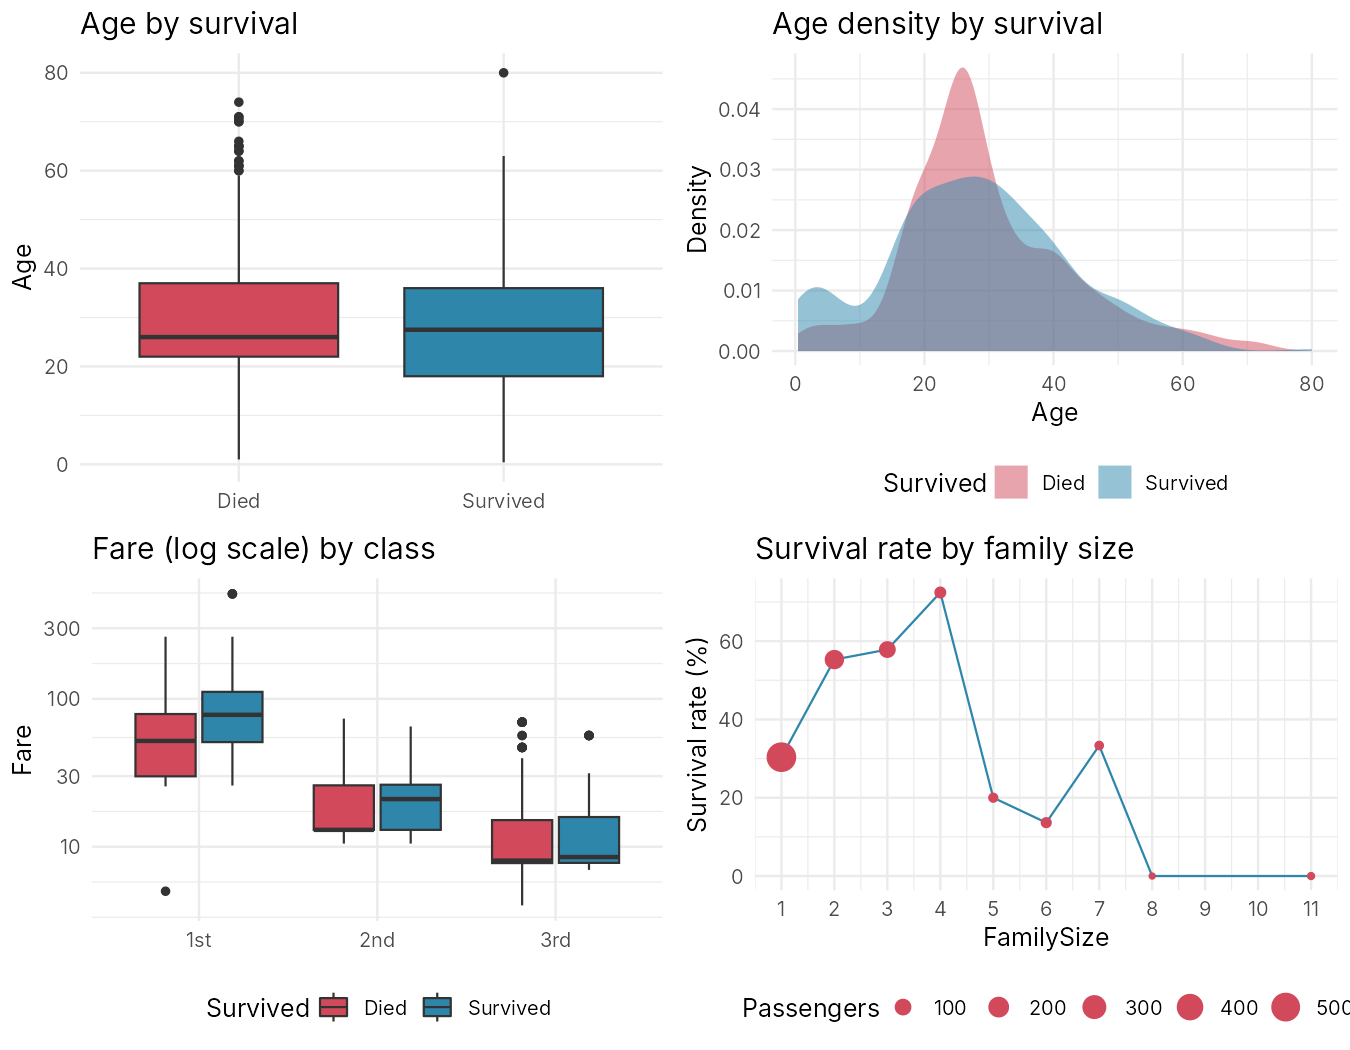 Age by survival
80
60
40
20
0
Age
Died
Survived
Age density by survival
0.04
0.03
0.02
0.01
0.00
Density
0
20
40
60
80
Age
Survived
Died
Survived
Fare (log scale) by class
300
100
30
10
Fare
1st
2nd
3rd
Survived
Died
Survived
Survival rate by family size
60
40
20
0
Survival rate (%)
1
2
3
4
5
6
7
8
9
10
11
FamilySize
Passengers
100
200
300
400
500